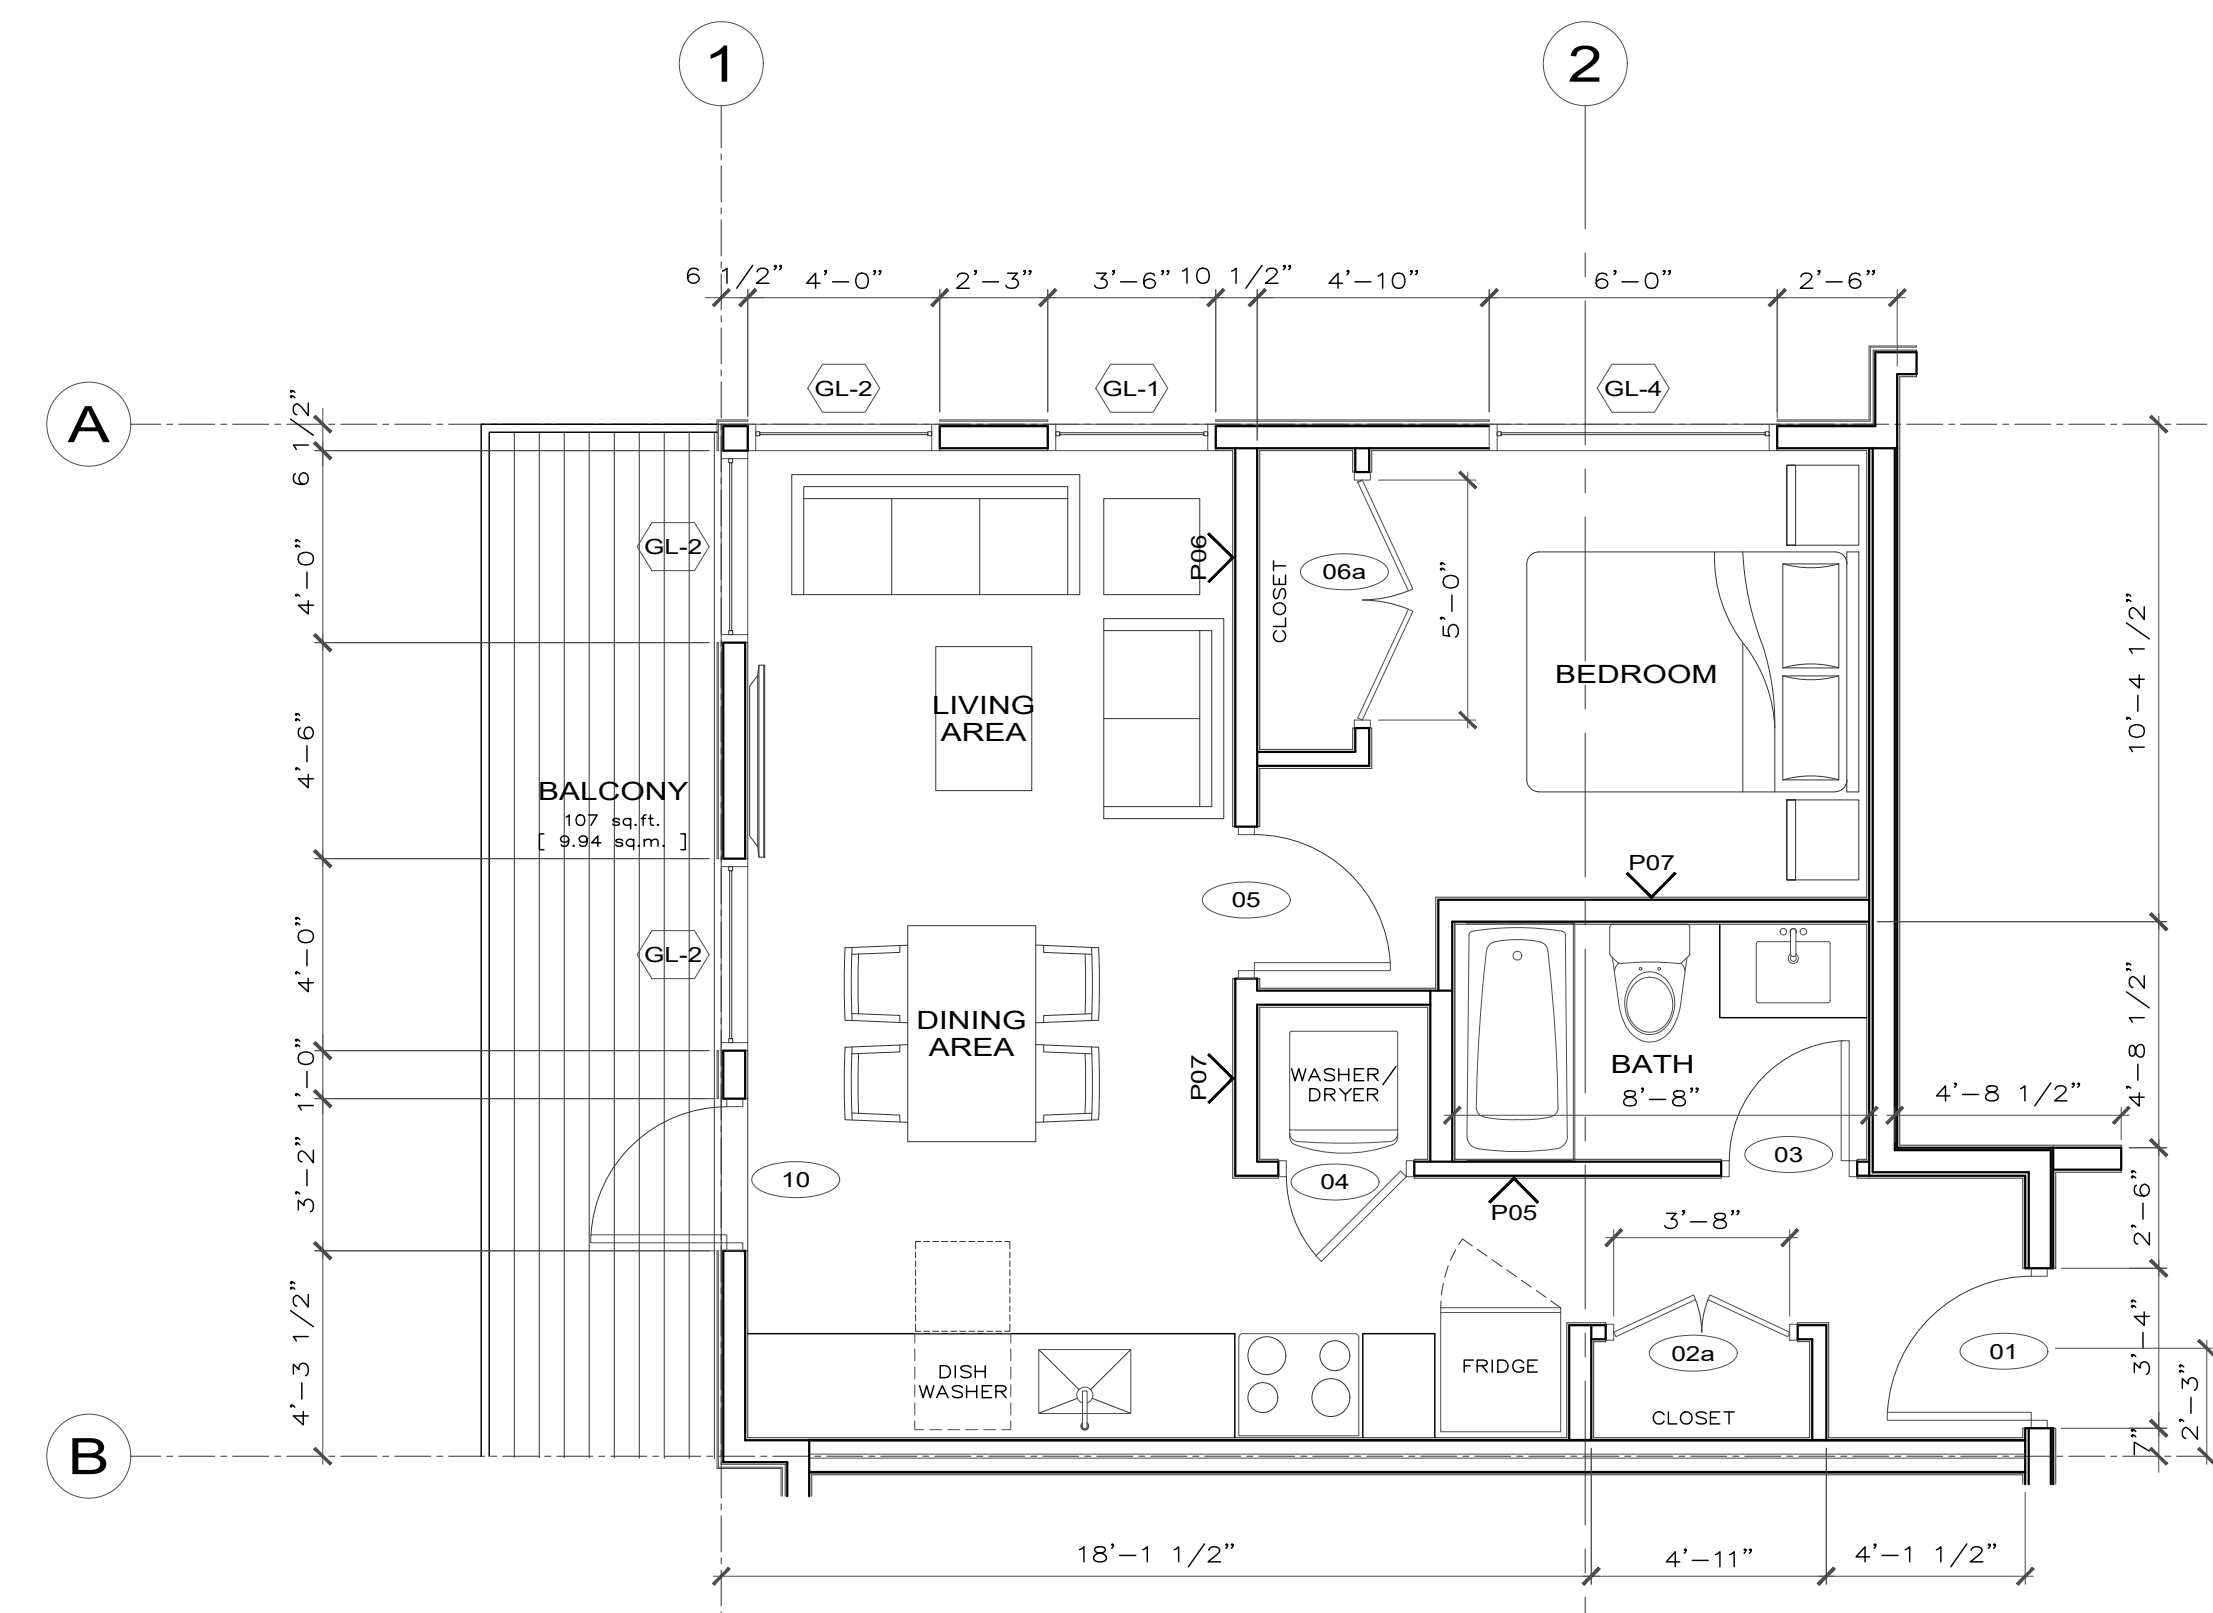 1
2
6 1/2”
4’−0”
2’−3”
3’−6”
10 1/2”
4’−10”
6’−0”
2’−6”
GL-2
GL-1
GL-4
A
6 1/2”
4’−0”
4’−6”
4’−0”
1’−0”
3’−2”
4’−3 1/2”
GL-2
P06
CLOSET
06a
5’−0”
LIVING
AREA
BEDROOM
BALCONY
107 sq.ft.
[ 9.94 sq.m. ]
10’−4 1/2”
P07
05
GL-2
DINING
AREA
P07
WASHER/
DRYER
BATH
8’−8”
4’−8 1/2”
4’−8 1/2”
03
10
04
P05
3’−8”
2’−6”
02a
01
3’−4”
DISH
WASHER
FRIDGE
CLOSET
2’−3”
7”
B
18’−1 1/2”
4’−11”
4’−1 1/2”